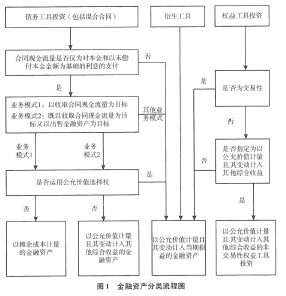 债务工具投资（包括混合合同）
衍生工具
权益工具投资
合同现金流量是否仅为对本金和以未偿
付本金金额为基础的利息的支付
否
是
是否为交易性
是
业务模式1：以收取合同现金流量为目标
业务模式2：既以收取合同现金流量为目
标又以出售金融资产为目标
其他业
务模式
否
业务
模式1
业务
模式2
是否指定为以公
允价值计量且其
变动计入其他综
合收益
否
是否运用公允价值选择权
是
否
否
是
以摊余成本计量
的金融资产
以公允价值计量
且其变动计入其
他综合收益的金
融资产
以公允价值计量且
其变动计入当期损
益的金融资产
以公允价值计量
且其变动计入其
他综合收益的非
交易性权益工具
投资
图1 金融资产分类流程图